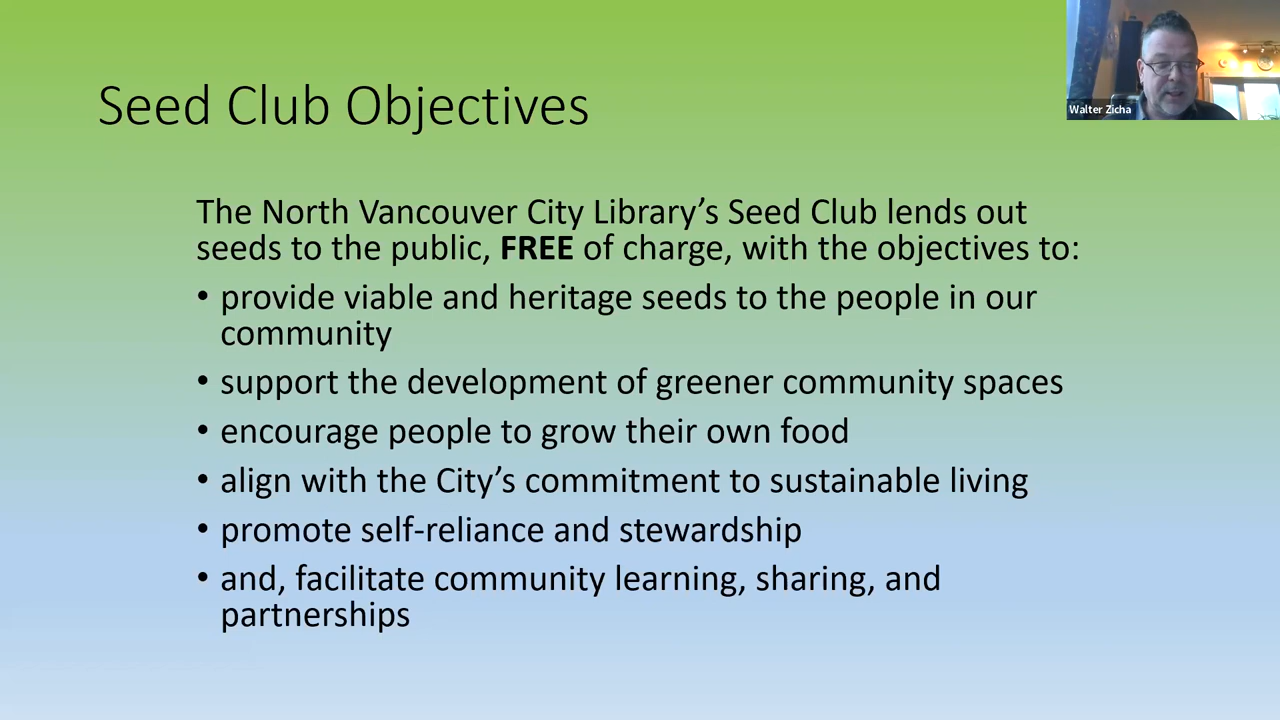 Seed Club Objectives
Walter Zicha
The North Vancouver City Library’s Seed Club lends out
seeds to the public, FREE of charge, with the objectives to:
• provide viable and heritage seeds to the people in our
community
• support the development of greener community spaces
• encourage people to grow their own food
• align with the City’s commitment to sustainable living
• promote self-reliance and stewardship
• and, facilitate community learning, sharing, and
partnerships